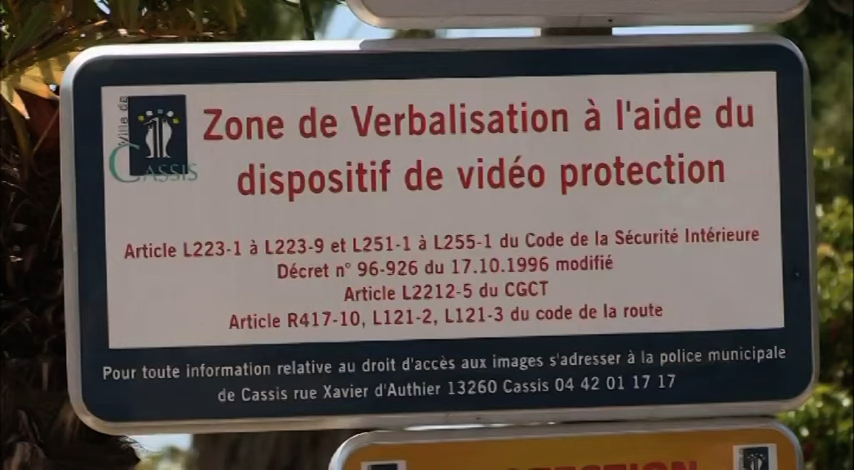 Ville de
CASSIS
Zone de Verbalisation à l'aide du
dispositif de vidéo protection
Article L223-1 à L223-9 et L251-1 à L255-1 du Code de la Sécurité Intérieure
Décret n° 96-926 du 17.10.1996 modifié
Article L2212-5 du CGCT
Article R417-10, L121-2, L121-3 du code de la route
Pour toute information relative au droit d'accès aux images s'adresser à la police municipale
de Cassis rue Xavier d'Authier 13260 Cassis 04 42 01 17 17